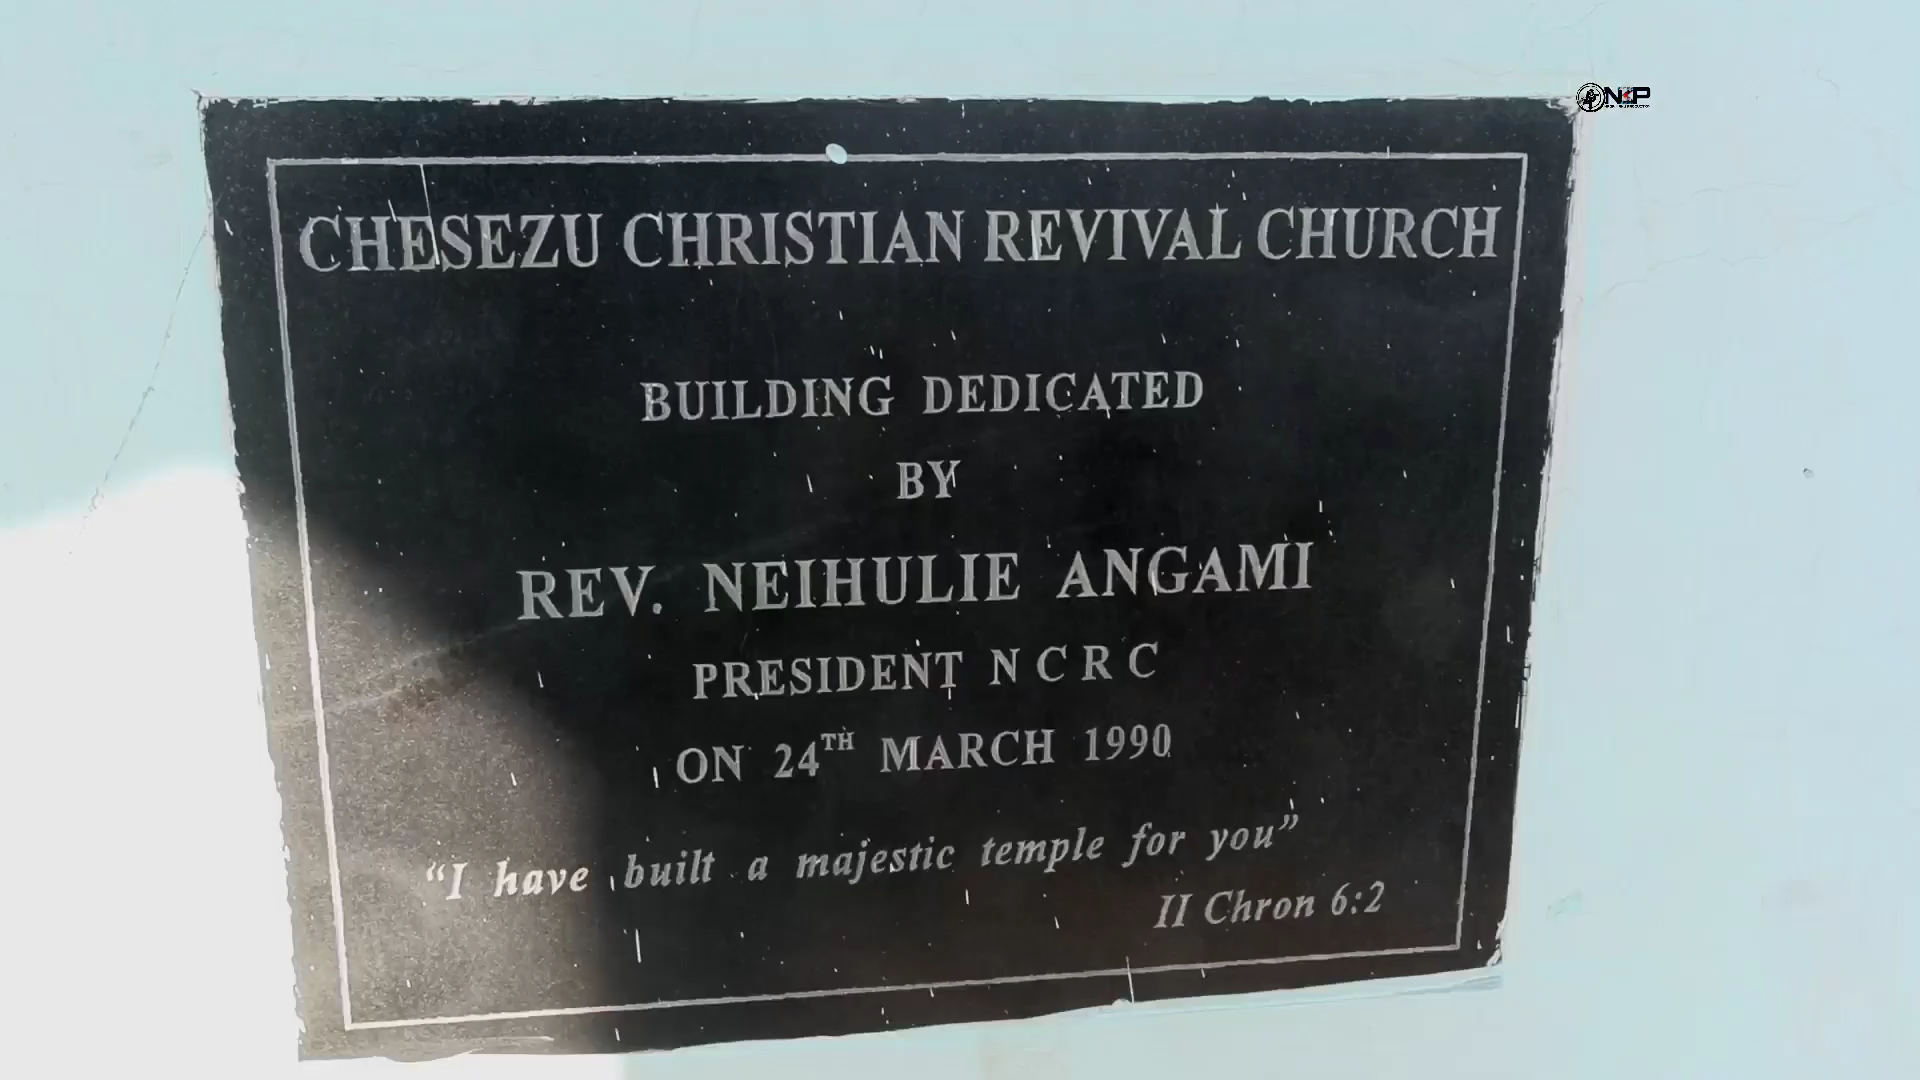 CHESEZU CHRISTIAN REVIVAL CHURCH
BUILDING DEDICATED
BY
REV. NEIHULIE ANGAMI
PRESIDENT N C R C
ON 24TH MARCH 1990
“I have built a majestic temple for you”
II Chron 6:2